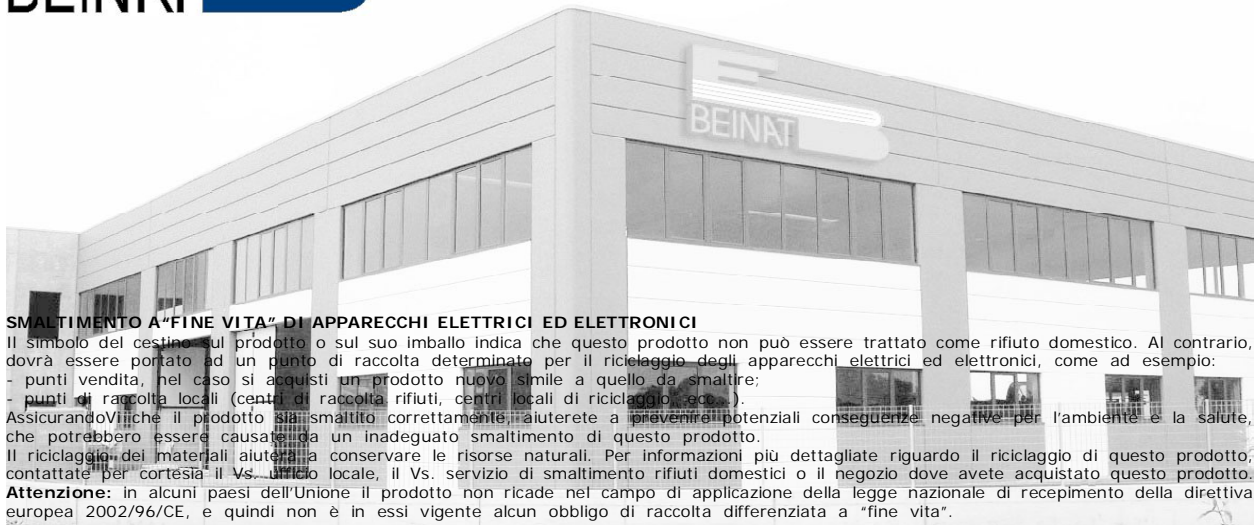 BEINAT
SMALTIMENTO A“FINE VITA” DI APPARECCHI ELETTRICI ED ELETTRONICI
Il simbolo del cestino sul prodotto o sul suo imballo indica che questo prodotto non può essere trattato come rifiuto domestico. Al contrario,
dovrà essere portato ad un punto di raccolta determinato per il riciclaggio degli apparecchi elettrici ed elettronici, come ad esempio:
- punti vendita, nel caso si acquisti un prodotto nuovo simile a quello da smaltire;
- punti di raccolta locali (centri di raccolta rifiuti, centri locali di riciclaggio, ecc...).
AssicurandoVi che il prodotto sia smaltito correttamente, aiuterete a prevenire potenziali conseguenze negative per l’ambiente e la salute,
che potrebbero essere causate da un inadeguato smaltimento di questo prodotto.
Il riciclaggio dei materiali aiuterà a conservare le risorse naturali. Per informazioni più dettagliate riguardo il riciclaggio di questo prodotto,
contattate per cortesia il Vs. ufficio locale, il Vs. servizio di smaltimento rifiuti domestici o il negozio dove avete acquistato questo prodotto.
Attenzione: in alcuni paesi dell’Unione il prodotto non ricade nel campo di applicazione della legge nazionale di recepimento della direttiva
europea 2002/96/CE, e quindi non è in essi vigente alcun obbligo di raccolta differenziata a “fine vita”.